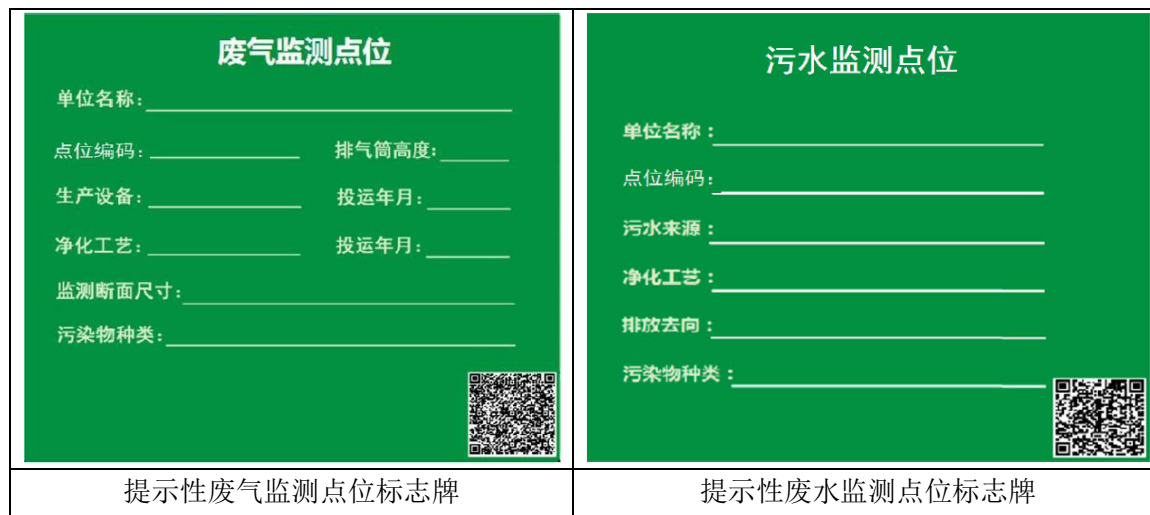 废气监测点位
单位名称：
点位编码： 排气筒高度：
生产设备： 投运年月：
净化工艺： 投运年月：
监测断面尺寸：
污染物种类：
污水监测点位
单位名称：
点位编码：
污水来源：
净化工艺：
排放去向：
污染物种类：
提示性废气监测点位标志牌
提示性废水监测点位标志牌